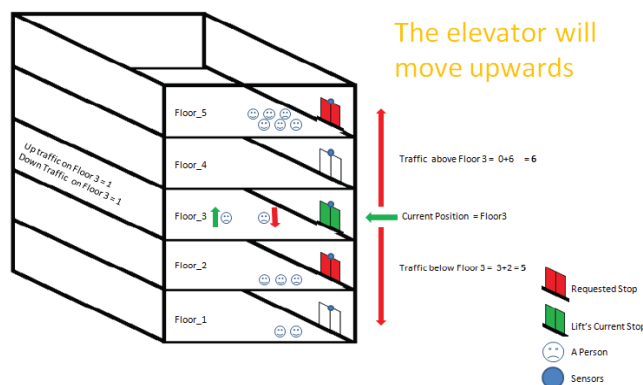 The elevator will
move upwards
Floor_5
Floor_4
Floor_3
Floor_2
Floor_1
Up traffic on Floor 3 = 1
Down Traffic on Floor 3 = 1
Traffic above Floor 3 = 0+6 = 6
Current Position = Floor3
Traffic below Floor 3 = 3+2 = 5
Requested Stop
Lift's Current Stop
A Person
Sensors